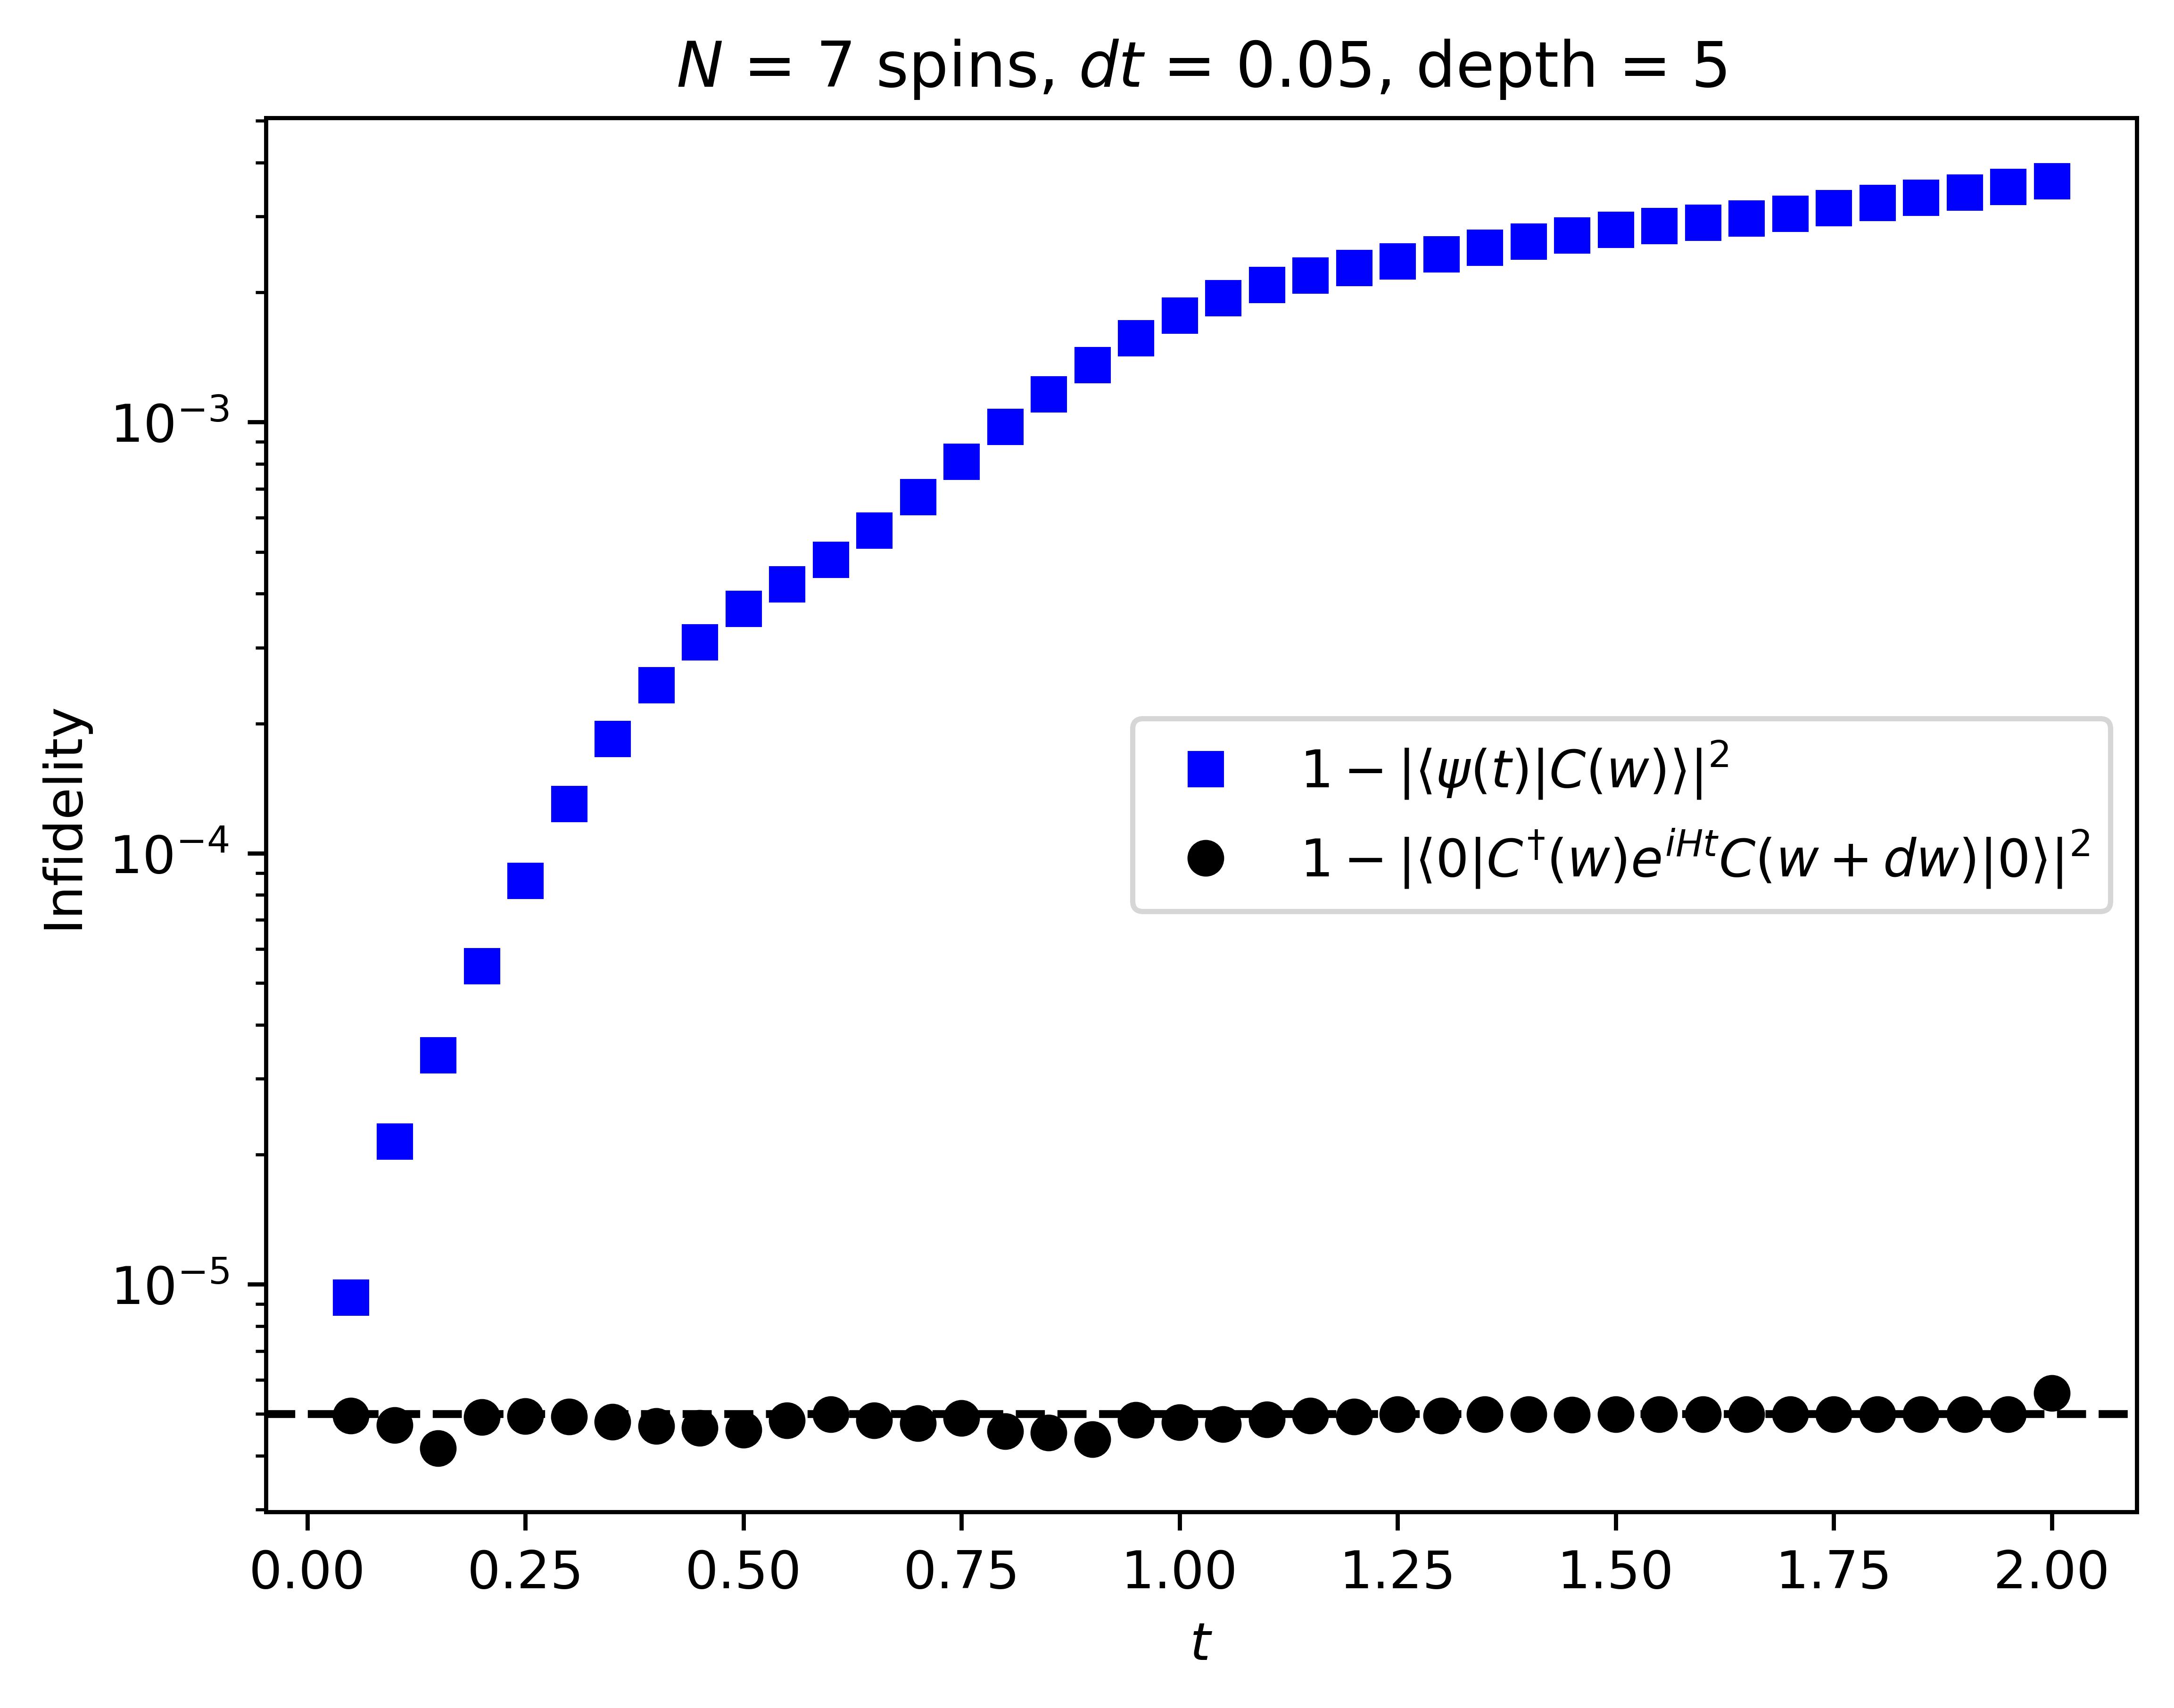 N = 7 spins, dt = 0.05, depth = 5
Infidelity
10⁻³
10⁻⁴
10⁻⁵
1 − |⟨ψ(t)|C(w)⟩|²
1 − |⟨0|C†(w)e^{iHt}C(w + dw)|0⟩|²
0.00 0.25 0.50 0.75 1.00 1.25 1.50 1.75 2.00
t